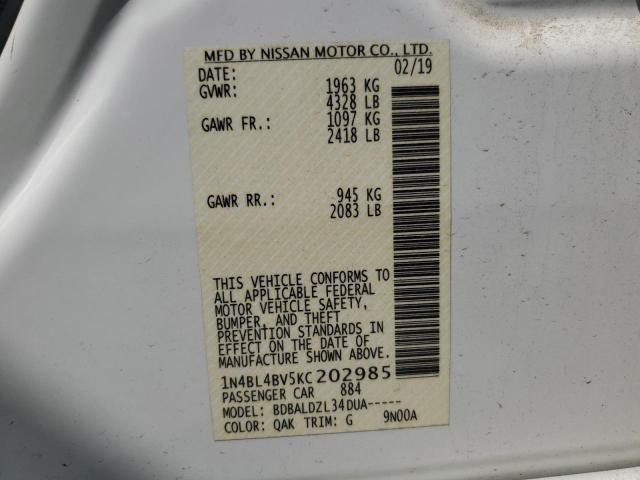 MFD BY NISSAN MOTOR CO., LTD.
DATE: 02/19
GVWR: 1963 KG
4328 LB
GAWR FR.: 1097 KG
2418 LB
GAWR RR.: 945 KG
2083 LB
THIS VEHICLE CONFORMS TO
ALL APPLICABLE FEDERAL
MOTOR VEHICLE SAFETY,
BUMPER, AND THEFT
PREVENTION STANDARDS IN
EFFECT ON THE DATE OF
MANUFACTURE SHOWN ABOVE.
1N4BL4BV5KC202985
PASSENGER CAR 884
MODEL: BDBALDZL34DUA-----
COLOR: QAK TRIM: G 9N00A